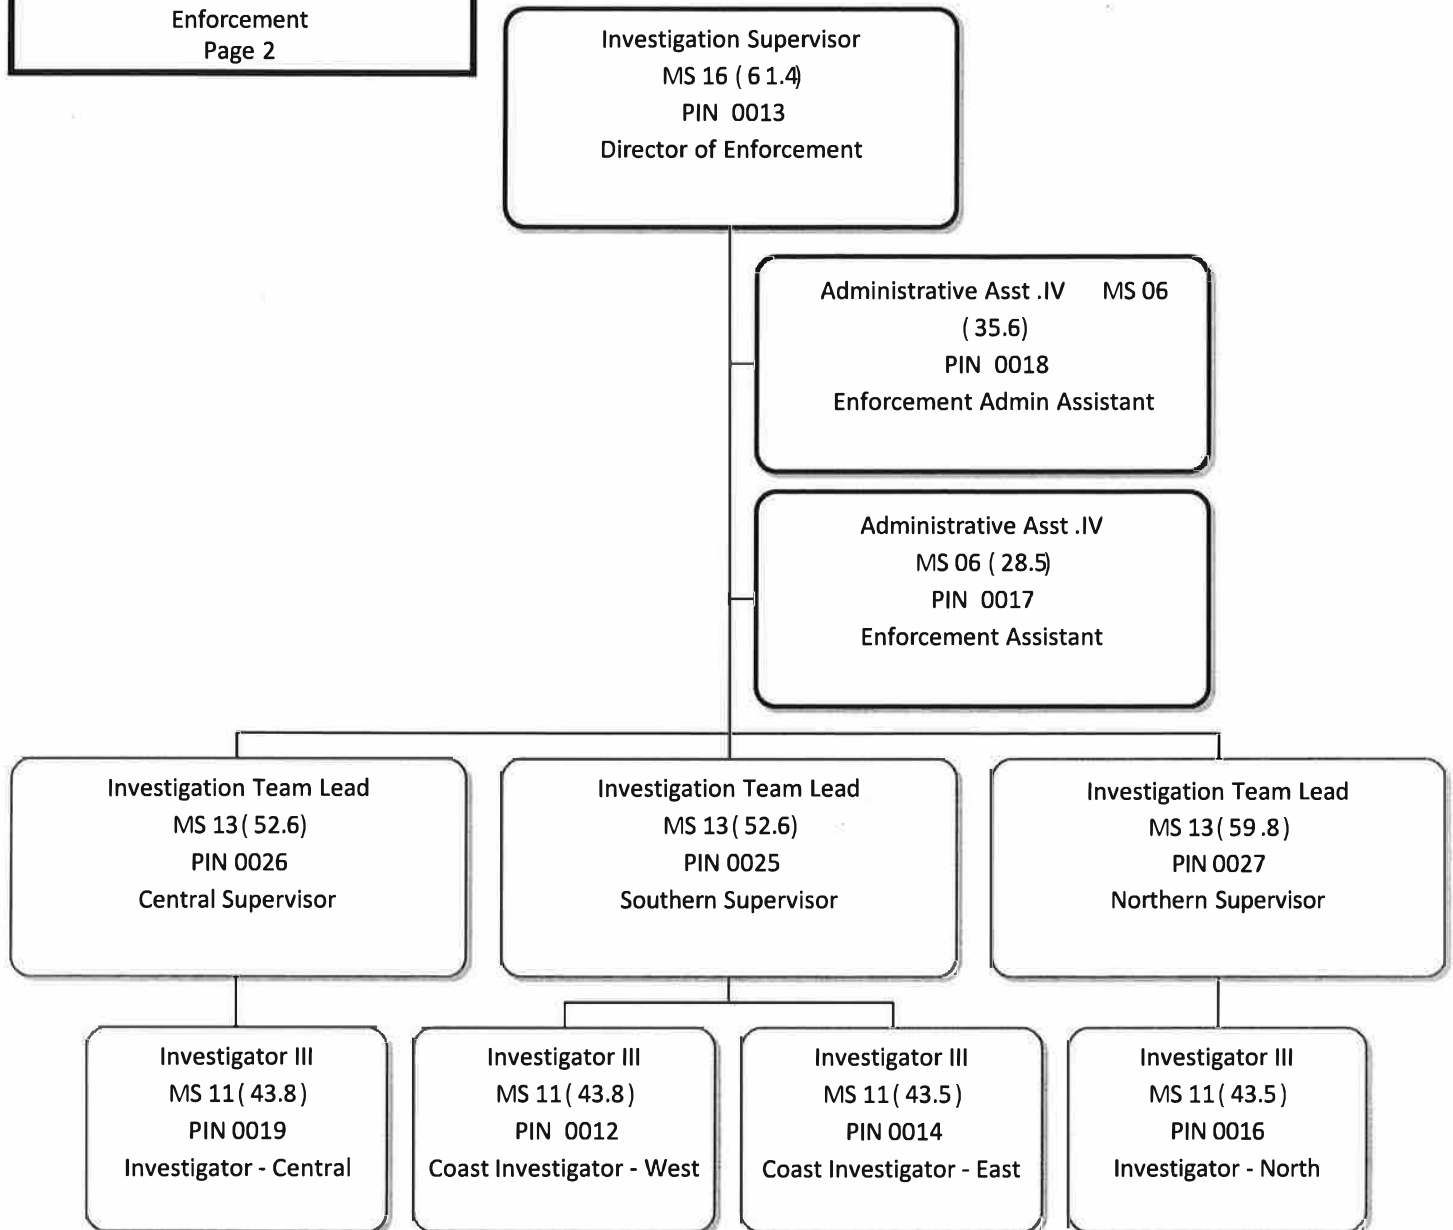 Enforcement
Page 2
Investigation Supervisor
MS 16 ( 6 1.4)
PIN 0013
Director of Enforcement
Administrative Asst .IV MS 06
( 35.6)
PIN 0018
Enforcement Admin Assistant
Administrative Asst .IV
MS 06 ( 28.5)
PIN 0017
Enforcement Assistant
Investigation Team Lead
MS 13 ( 52.6)
PIN 0026
Central Supervisor
Investigation Team Lead
MS 13 ( 52.6)
PIN 0025
Southern Supervisor
Investigation Team Lead
MS 13 ( 59 .8 )
PIN 0027
Northern Supervisor
Investigator III
MS 11 ( 43.8 )
PIN 0019
Investigator - Central
Investigator III
MS 11 ( 43.8 )
PIN 0012
Coast Investigator - West
Investigator III
MS 11 ( 43.5 )
PIN 0014
Coast Investigator - East
Investigator III
MS 11 ( 43.5 )
PIN 0016
Investigator - North